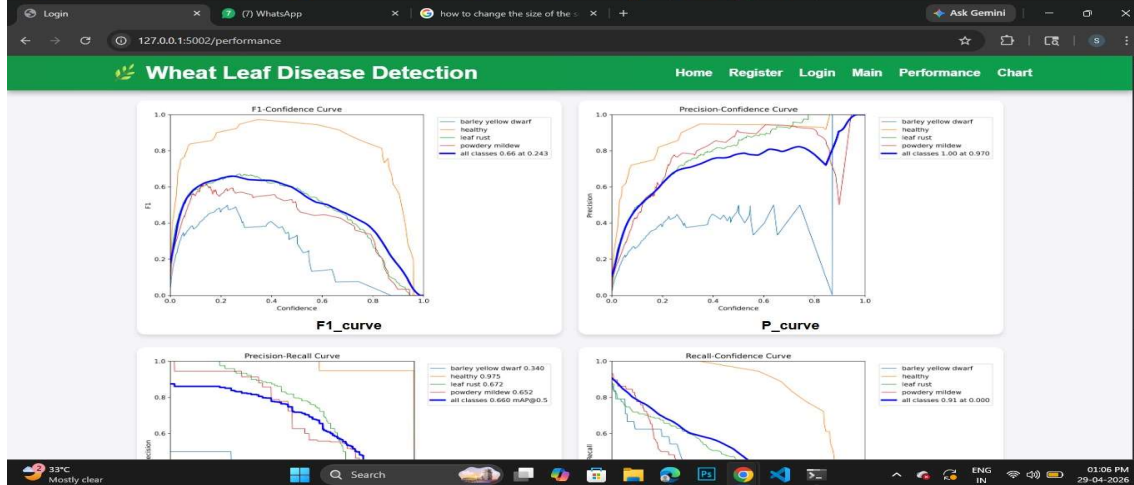 Login
(7) WhatsApp
how to change the size of the s
Ask Gemini
127.0.0.1:5002/performance
S
Wheat Leaf Disease Detection
Home Register Login Main Performance Chart
F1-Confidence Curve
1.0
0.8
0.6
0.4
0.2
0.0
F1
0.0 0.2 0.4 0.6 0.8 1.0
Confidence
barley yellow dwarf
healthy
leaf rust
powdery mildew
all classes 0.66 at 0.243
F1_curve
Precision-Confidence Curve
1.0
0.8
0.6
0.4
0.2
0.0
Precision
0.0 0.2 0.4 0.6 0.8 1.0
Confidence
barley yellow dwarf
healthy
leaf rust
powdery mildew
all classes 1.00 at 0.970
P_curve
Precision-Recall Curve
1.0
0.8
0.6
Precision
barley yellow dwarf 0.340
healthy 0.975
leaf rust 0.672
powdery mildew 0.652
all classes 0.660 mAP@0.5
Recall-Confidence Curve
1.0
0.8
0.6
Recall
barley yellow dwarf
healthy
leaf rust
powdery mildew
all classes 0.91 at 0.000
2
33°C
Mostly clear
Search
Ps
ENG
IN
01:06 PM
29-04-2026